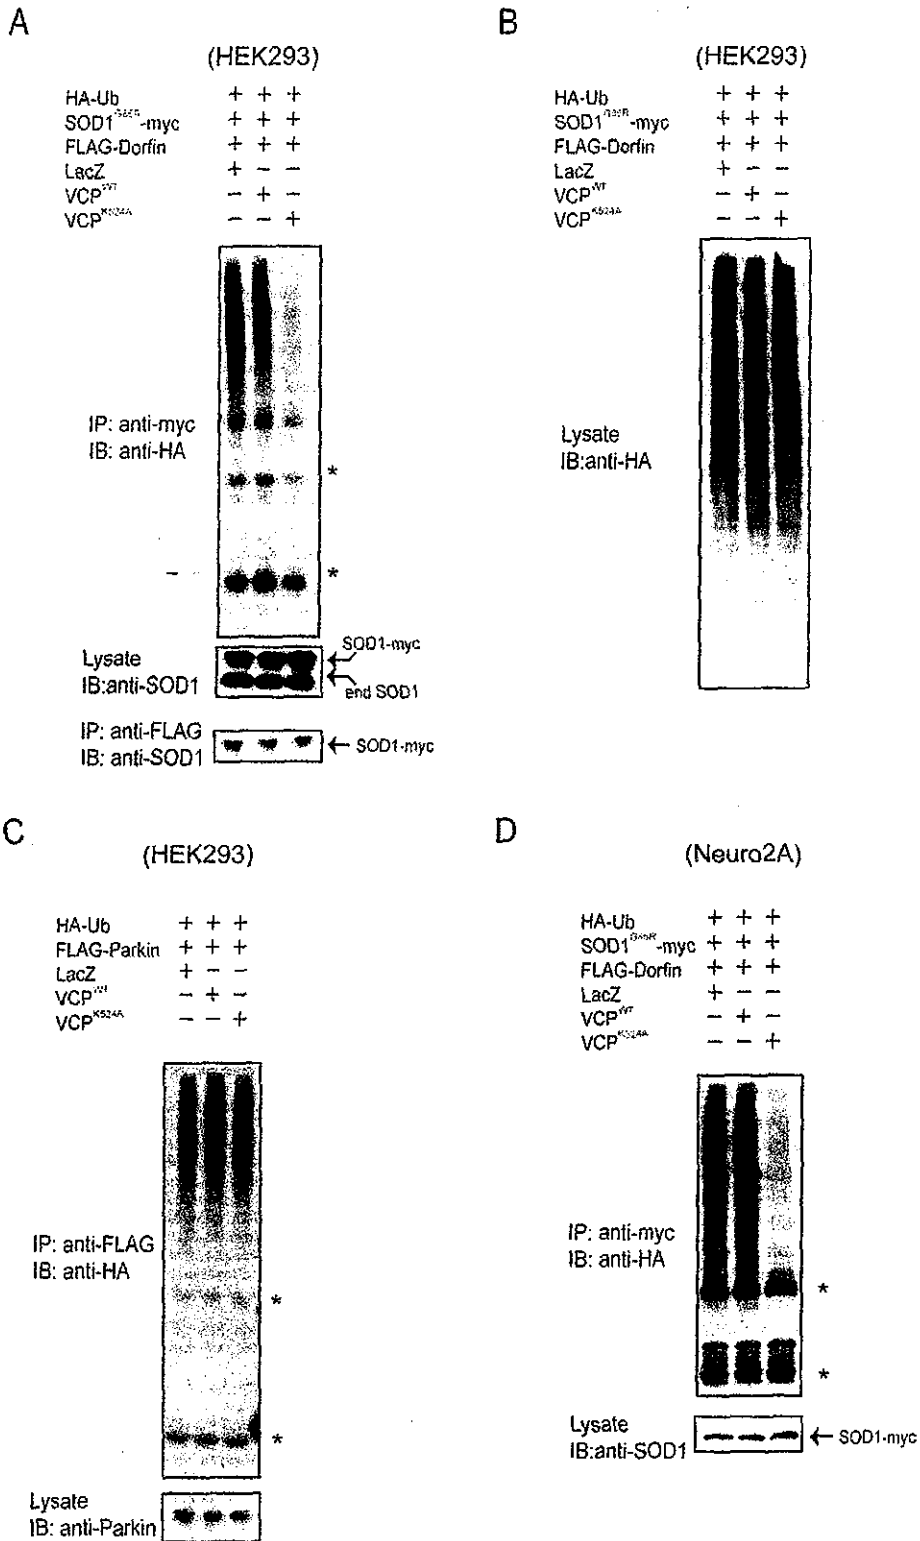 A
(HEK293)
HA-Ub + + +
SOD1G85R-myc + + +
FLAG-Dorfin + + +
LacZ + − −
VCPWT − + −
VCPK524A − − +
IP: anti-myc
IB: anti-HA
*
*
Lysate
IB:anti-SOD1
SOD1-myc
end SOD1
IP: anti-FLAG
IB: anti-SOD1
SOD1-myc
B
(HEK293)
HA-Ub + + +
SOD1G85R-myc + + +
FLAG-Dorfin + + +
LacZ + − −
VCPWT − + −
VCPK524A − − +
Lysate
IB:anti-HA
C
(HEK293)
HA-Ub + + +
FLAG-Parkin + + +
LacZ + − −
VCPWT − + −
VCPK524A − − +
IP: anti-FLAG
IB: anti-HA
*
*
Lysate
IB: anti-Parkin
D
(Neuro2A)
HA-Ub + + +
SOD1G85R-myc + + +
FLAG-Dorfin + + +
LacZ + − −
VCPWT − + −
VCPK524A − − +
IP: anti-myc
IB: anti-HA
*
*
Lysate
IB:anti-SOD1
SOD1-myc